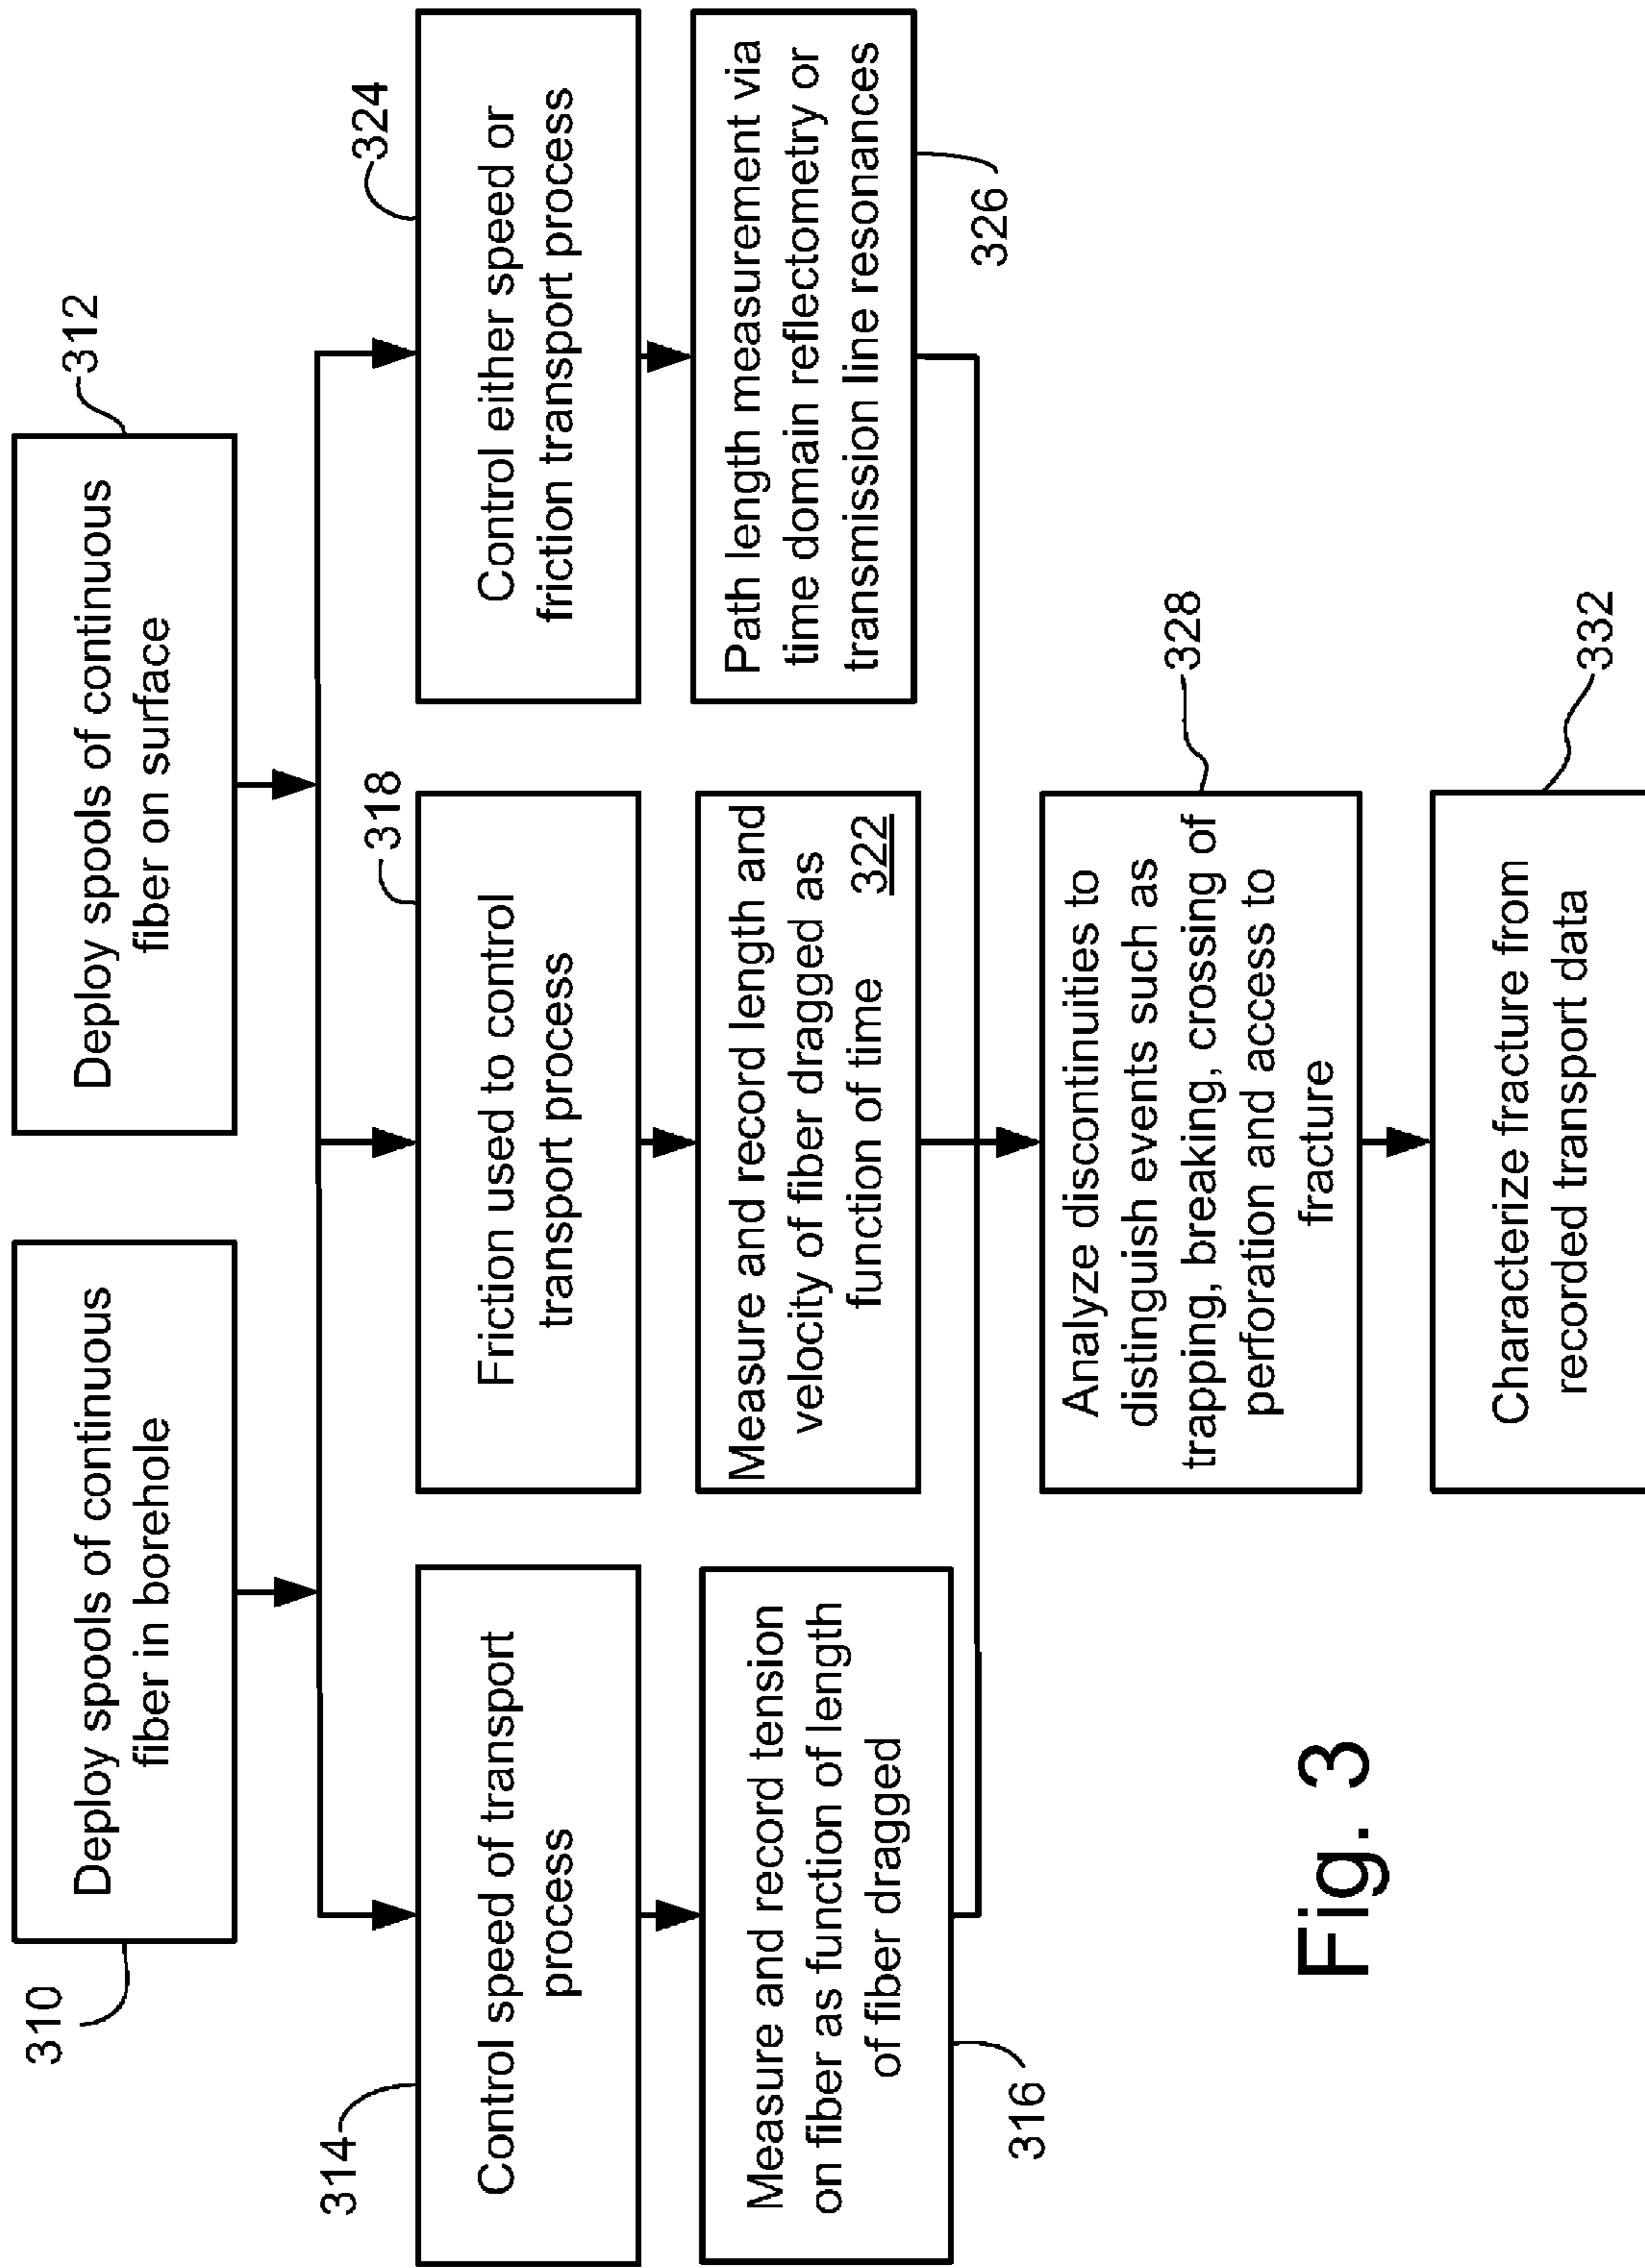 310
Deploy spools of continuous
fiber in borehole
Deploy spools of continuous
fiber on surface
312
314
Control speed of transport
process
318
Friction used to control
transport process
324
Control either speed or
friction transport process
Measure and record tension
on fiber as function of length
of fiber dragged
316
Measure and record length and
velocity of fiber dragged as
function of time
322
Path length measurement via
time domain reflectometry or
transmission line resonances
326
Analyze discontinuities to
distinguish events such as
trapping, breaking, crossing of
perforation and access to
fracture
328
Characterize fracture from
recorded transport data
332
Fig. 3